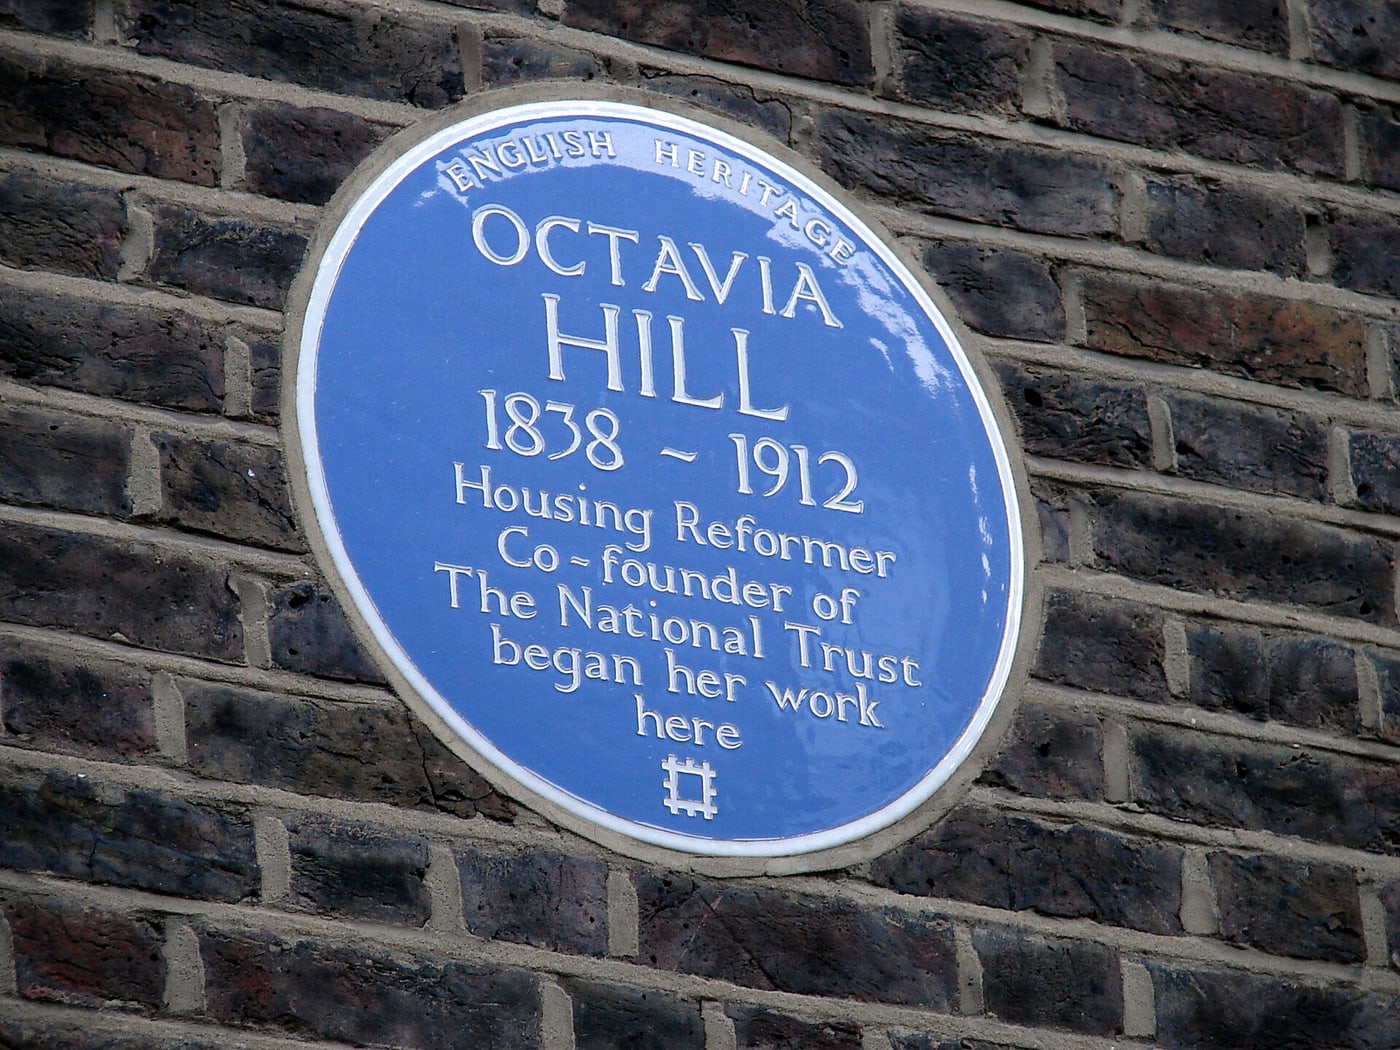 ENGLISH HERITAGE
OCTAVIA
HILL
1838 ~ 1912
Housing Reformer
Co-founder of
The National Trust
began her work
here